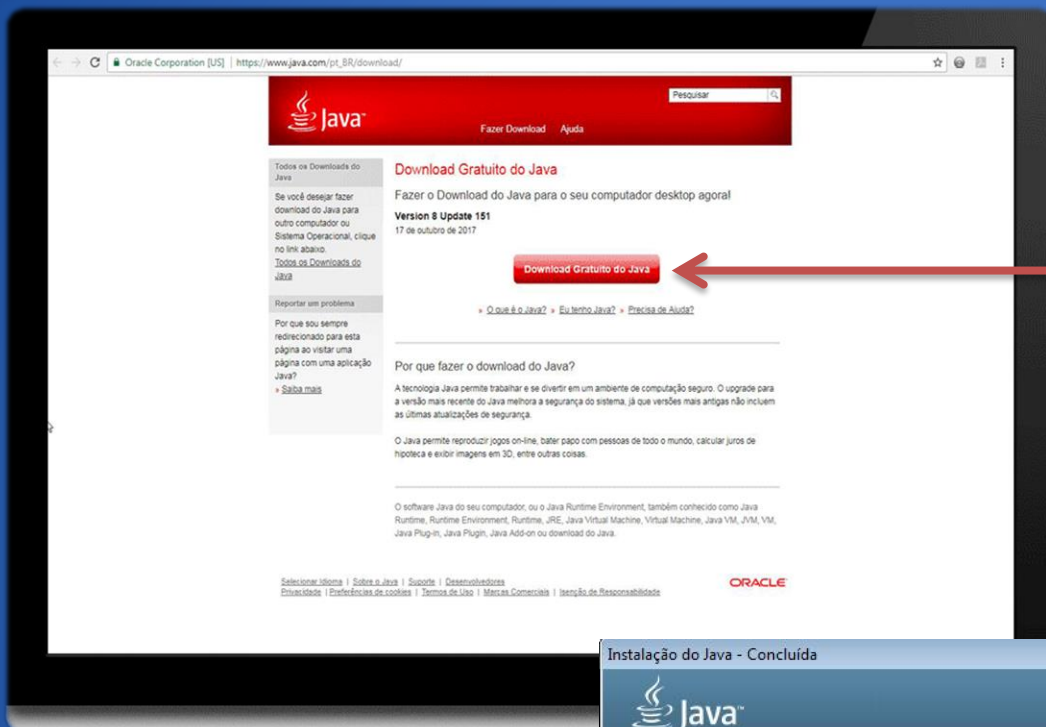 Oracle Corporation [US] | https://www.java.com/pt_BR/download/
Java
Pesquisar
Fazer Download Ajuda
Todos os Downloads do
Java
Se você desejar fazer
download do Java para
outro computador ou
Sistema Operacional, clique
no link abaixo.
Todos os Downloads do
Java
Reportar um problema
Por que sou sempre
redirecionado para esta
página ao visitar uma
página com uma aplicação
Java?
» Saiba mais
Download Gratuito do Java
Fazer o Download do Java para o seu computador desktop agora!
Version 8 Update 151
17 de outubro de 2017
Download Gratuito do Java
» O que é o Java? » Eu tenho Java? » Precisa de Ajuda?
Por que fazer o download do Java?
A tecnologia Java permite trabalhar e se divertir em um ambiente de computação seguro. O upgrade para
a versão mais recente do Java melhora a segurança do sistema, já que versões mais antigas não incluem
as últimas atualizações de segurança.
O Java permite reproduzir jogos on-line, bater papo com pessoas de todo o mundo, calcular juros de
hipoteca e exibir imagens em 3D, entre outras coisas.
O software Java do seu computador, ou o Java Runtime Environment, também conhecido como Java
Runtime, Runtime Environment, Runtime, JRE, Java Virtual Machine, Virtual Machine, Java VM, JVM, VM,
Java Plug-in, Java Plugin, Java Add-on ou download do Java.
Selecionar Idioma | Sobre o Java | Suporte | Desenvolvedores
Privacidade | Preferências de cookies | Termos de Uso | Marcas Comerciais | Isenção de Responsabilidade
ORACLE
Instalação do Java - Concluída
Java™